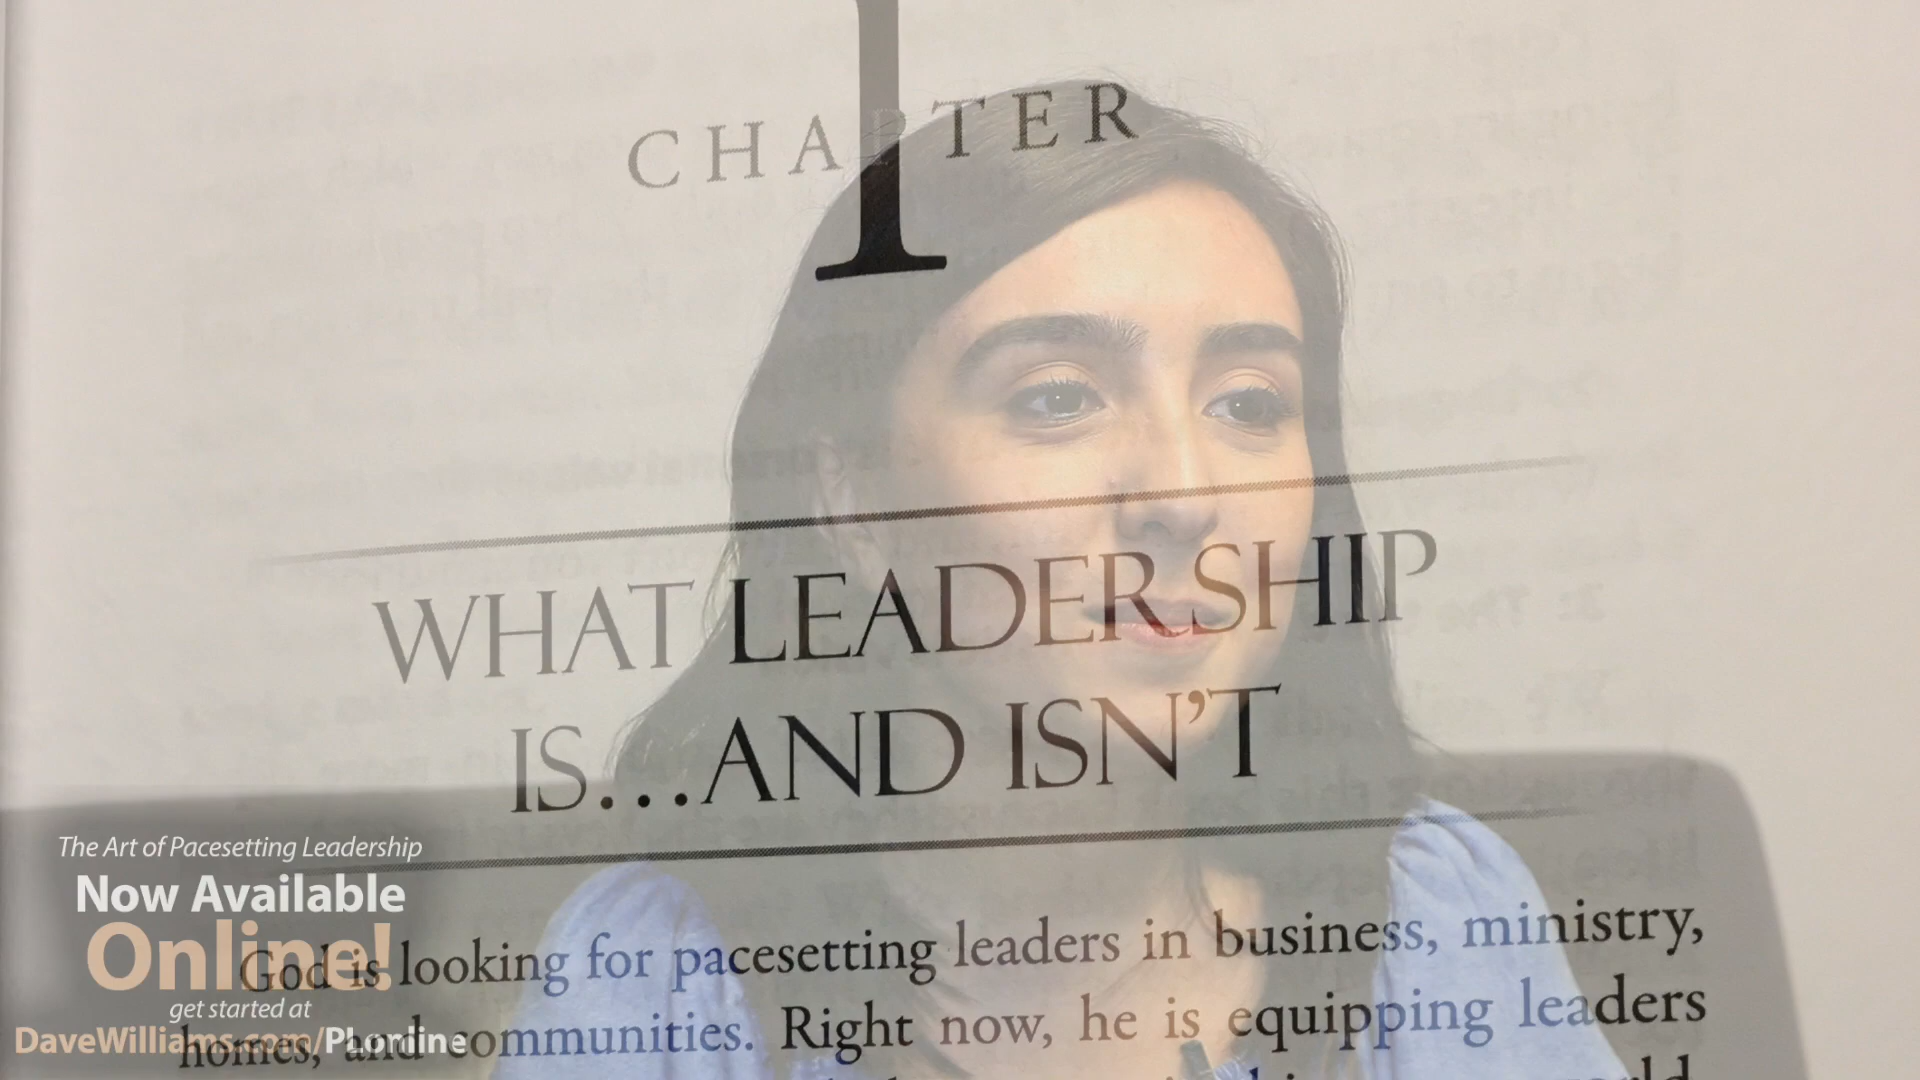 1
CHAPTER
WHAT LEADERSHIP
IS...AND ISN'T
God is looking for pacesetting leaders in business, ministry,
homes, and communities. Right now, he is equipping leaders
The Art of Pacesetting Leadership
Now Available
Online!
get started at
DaveWilliams.com/PLonline